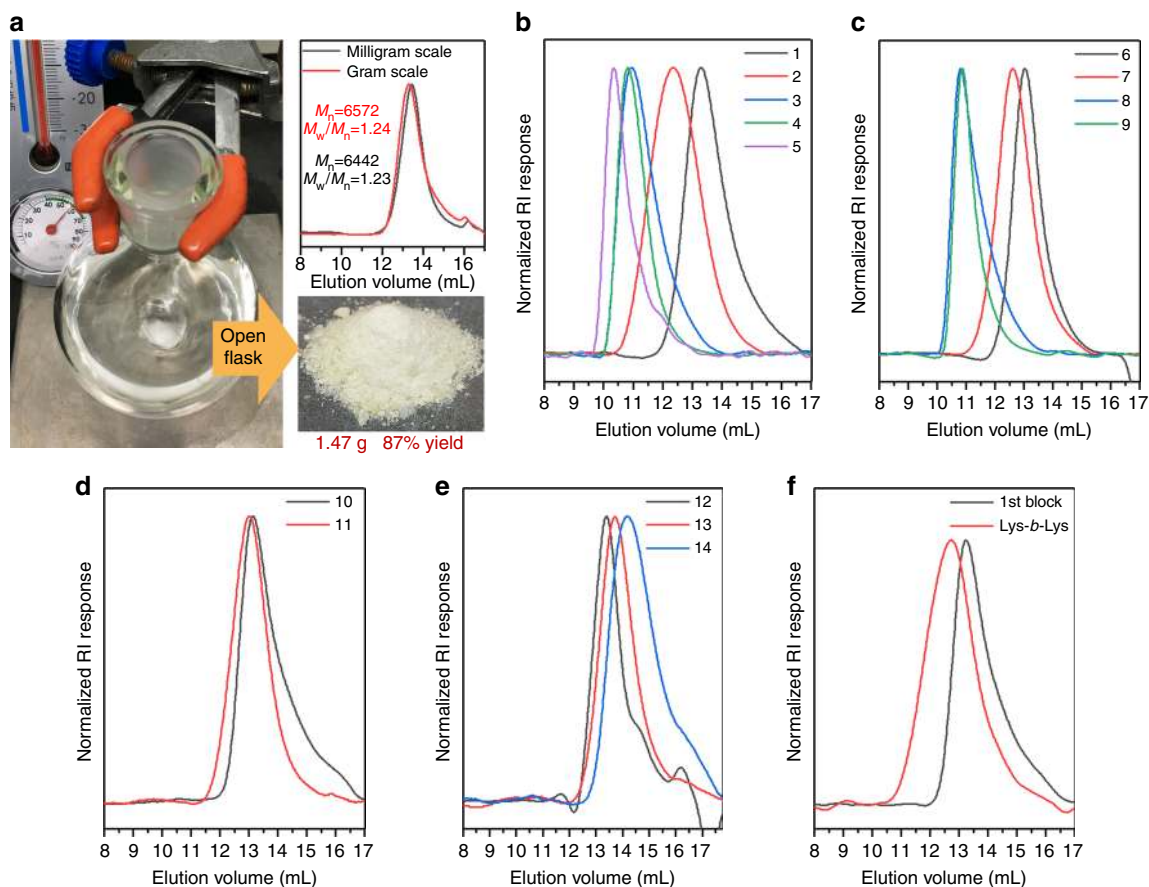 a
Milligram scale
Gram scale
Mn=6572
Mw/Mn=1.24
Mn=6442
Mw/Mn=1.23
8 10 12 14 16
Elution volume (mL)
Open
flask
1.47 g 87% yield
b
Normalized RI response
1
2
3
4
5
8 9 10 11 12 13 14 15 16 17
Elution volume (mL)
c
Normalized RI response
6
7
8
9
8 9 10 11 12 13 14 15 16 17
Elution volume (mL)
d
Normalized RI response
10
11
8 9 10 11 12 13 14 15 16 17
Elution volume (mL)
e
Normalized RI response
12
13
14
8 9 10 11 12 13 14 15 16 17
Elution volume (mL)
f
Normalized RI response
1st block
Lys-b-Lys
8 9 10 11 12 13 14 15 16 17
Elution volume (mL)